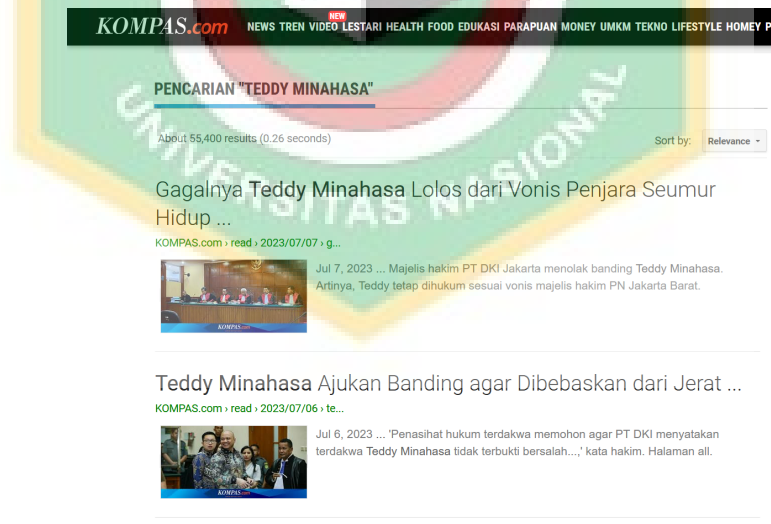 KOMPAS.com NEWS TREN VIDEO NEW LESTARI HEALTH FOOD EDUKASI PARAPUAN MONEY UMKM TEKNO LIFESTYLE HOMEY P
PENCARIAN "TEDDY MINAHASA"
About 55,400 results (0.26 seconds)
Sort by: Relevance
UNIVERSITAS NASIONAL
Gagalnya Teddy Minahasa Lolos dari Vonis Penjara Seumur
Hidup ...
KOMPAS.com › read › 2023/07/07 › g...
Jul 7, 2023 ... Majelis hakim PT DKI Jakarta menolak banding Teddy Minahasa.
Artinya, Teddy tetap dihukum sesuai vonis majelis hakim PN Jakarta Barat.
KOMPAS.com
Teddy Minahasa Ajukan Banding agar Dibebaskan dari Jerat ...
KOMPAS.com › read › 2023/07/06 › te...
Jul 6, 2023 ... 'Penasihat hukum terdakwa memohon agar PT DKI menyatakan
terdakwa Teddy Minahasa tidak terbukti bersalah...,' kata hakim. Halaman all.
KOMPAS.com